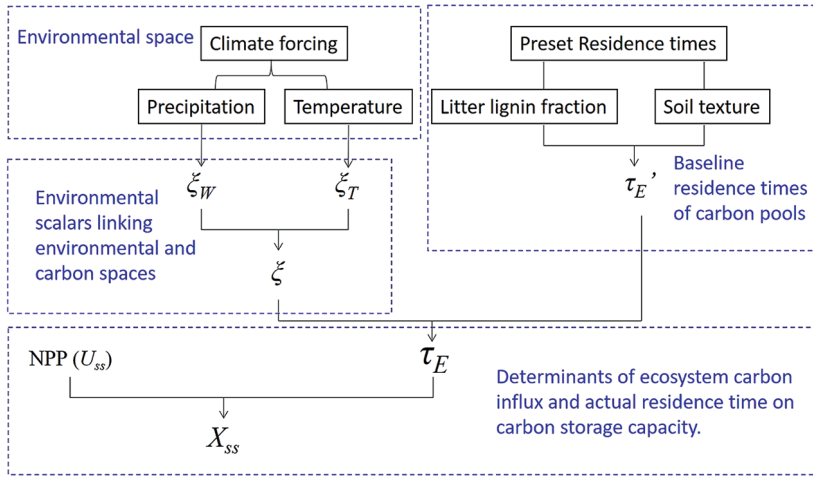 Environmental space
Climate forcing
Precipitation
Temperature
Preset Residence times
Litter lignin fraction
Soil texture
τE’
Baseline
residence times
of carbon pools
ξW
ξT
Environmental
scalars linking
environmental and
carbon spaces
ξ
NPP (Uss)
τE
Xss
Determinants of ecosystem carbon
influx and actual residence time on
carbon storage capacity.